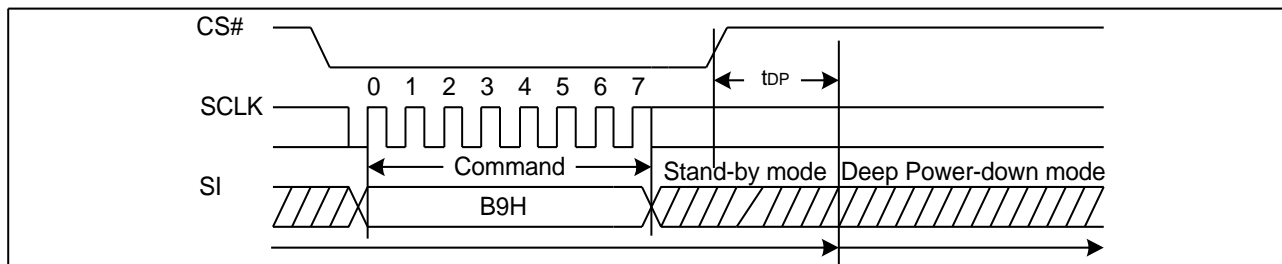 CS#
tDP
0 1 2 3 4 5 6 7
SCLK
Command
Stand-by mode Deep Power-down mode
SI
B9H